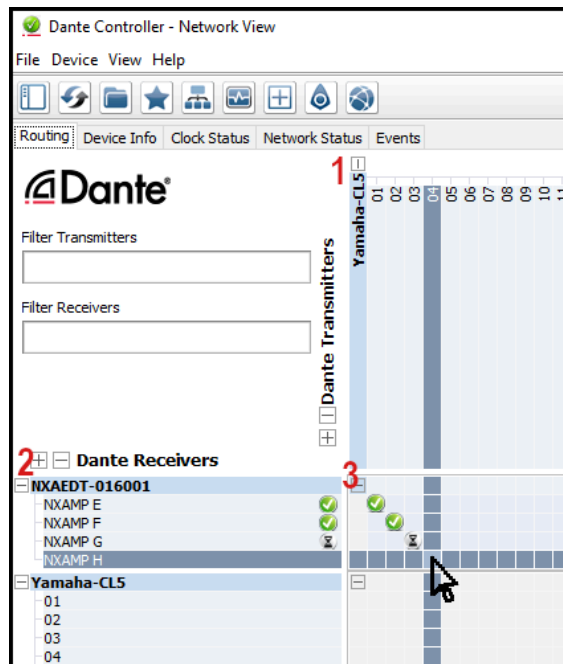 Dante Controller - Network View
File Device View Help
Routing Device Info Clock Status Network Status Events
1
Yamaha-CL5
01 02 03 04 05 06 07 08 09 10 11
Dante®
Filter Transmitters
Filter Receivers
Dante Transmitters
2
Dante Receivers
3
NXAEDT-016001
NXAMP E
NXAMP F
NXAMP G
NXAMP H
Yamaha-CL5
01
02
03
04